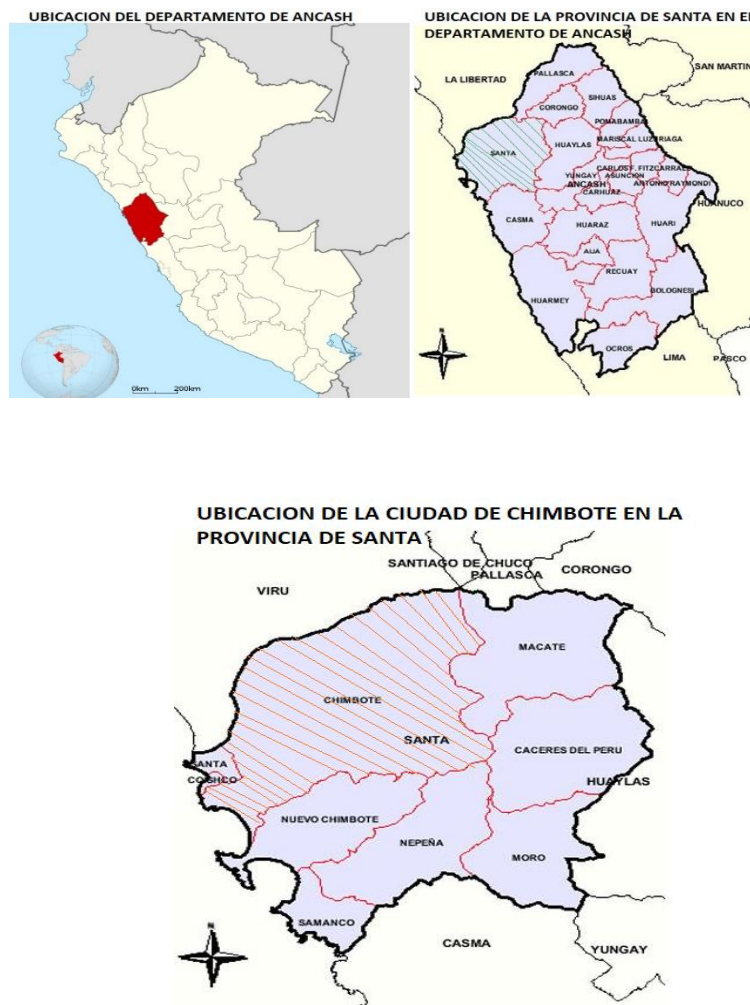 UBICACION DEL DEPARTAMENTO DE ANCASH
0km 200km
UBICACION DE LA PROVINCIA DE SANTA EN EL
DEPARTAMENTO DE ANCASH
LA LIBERTAD
SAN MARTIN
PALLASCA
CORONGO
SIHUAS
POMABAMBA
SANTA
HUAYLAS
MARISCAL LUZURIAGA
CARLOS F. FITZCARRALD
YUNGAY
ASUNCIÓN
ANCASH
ANTONIO RAYMONDI
CARHUAZ
HUANUCO
CASMA
HUARAZ
HUARI
AIJA
RECUAY
HUARMEY
BOLOGNESI
N
OCROS
LIMA
PASCO
UBICACION DE LA CIUDAD DE CHIMBOTE EN LA
PROVINCIA DE SANTA
SANTIAGO DE CHUCO
PALLASCA
CORONGO
VIRU
MACATE
CHIMBOTE
SANTA
CACERES DEL PERU
SANTA
COISHCO
HUAYLAS
NUEVO CHIMBOTE
NEPEÑA
MORO
SAMANCO
N
CASMA
YUNGAY